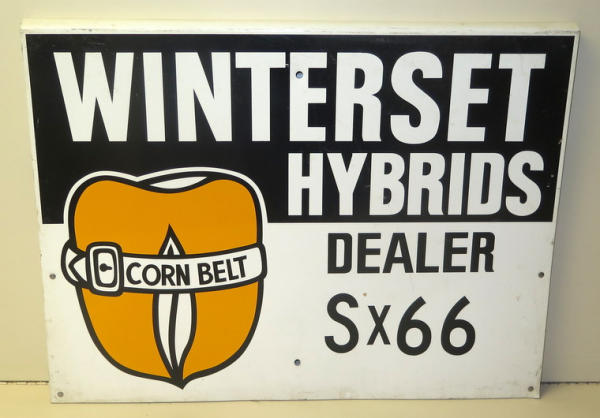 WINTERSET
HYBRIDS
CORN BELT
DEALER
Sx66